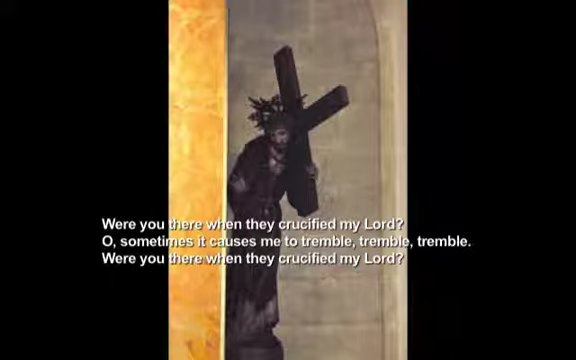 Were you there when they crucified my Lord?
O, sometimes it causes me to tremble, tremble, tremble.
Were you there when they crucified my Lord?